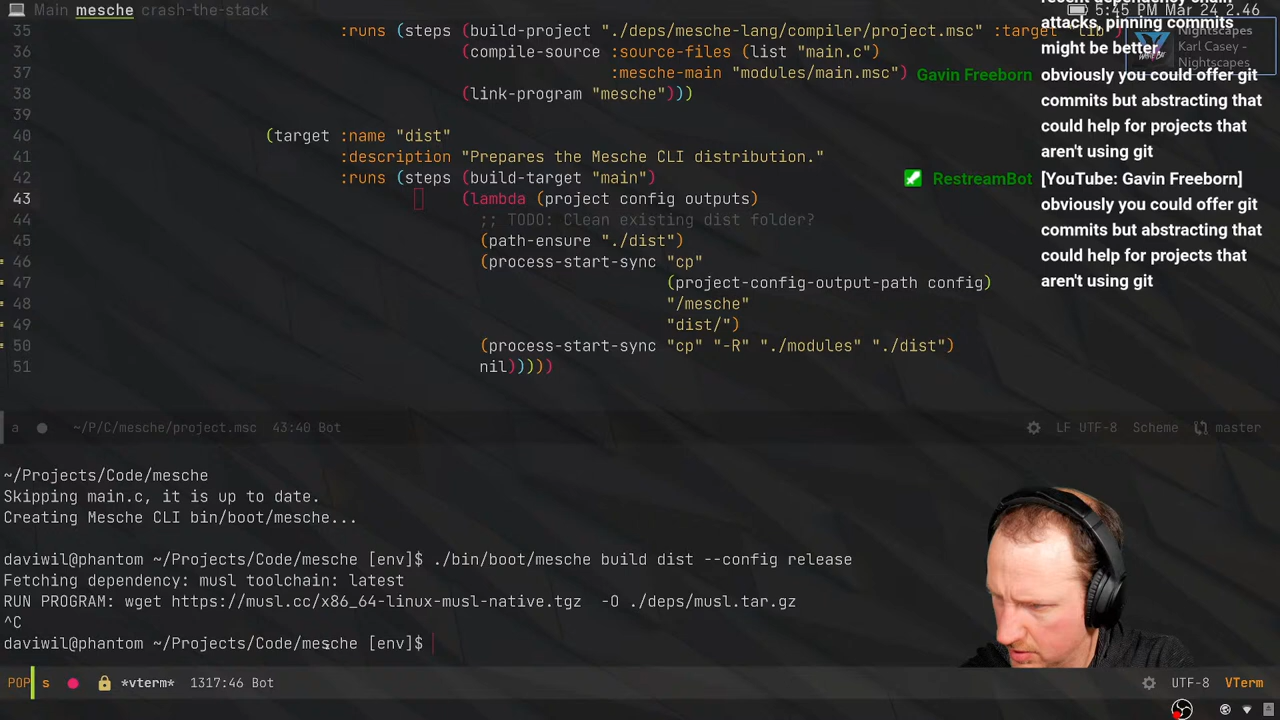 Main mesche crash-the-stack
5:45 PM Mar 24 2.46
35 :runs (steps (build-project "./deps/mesche-lang/compiler/project.msc" :target "lib")
36 (compile-source :source-files (list "main.c")
37 :mesche-main "modules/main.msc")
38 (link-program "mesche")))
39
40 (target :name "dist"
41 :description "Prepares the Mesche CLI distribution."
42 :runs (steps (build-target "main")
43 (lambda (project config outputs)
44 ;; TODO: Clean existing dist folder?
45 (path-ensure "./dist")
46 (process-start-sync "cp"
47 (project-config-output-path config)
48 "/mesche"
49 "dist/")
50 (process-start-sync "cp" "-R" "./modules" "./dist")
51 nil)))))
attacks, pinning commits
might be better,
Nightscapes
Karl Casey -
Nightscapes
Gavin Freeborn obviously you could offer git
commits but abstracting that
could help for projects that
aren't using git
RestreamBot [YouTube: Gavin Freeborn]
obviously you could offer git
commits but abstracting that
could help for projects that
aren't using git
a ~/P/C/mesche/project.msc 43:40 Bot LF UTF-8 Scheme master
~/Projects/Code/mesche
Skipping main.c, it is up to date.
Creating Mesche CLI bin/boot/mesche...
daviwil@phantom ~/Projects/Code/mesche [env]$ ./bin/boot/mesche build dist --config release
Fetching dependency: musl toolchain: latest
RUN PROGRAM: wget https://musl.cc/x86_64-linux-musl-native.tgz -O ./deps/musl.tar.gz
^C
daviwil@phantom ~/Projects/Code/mesche [env]$
POP s *vterm* 1317:46 Bot UTF-8 VTerm